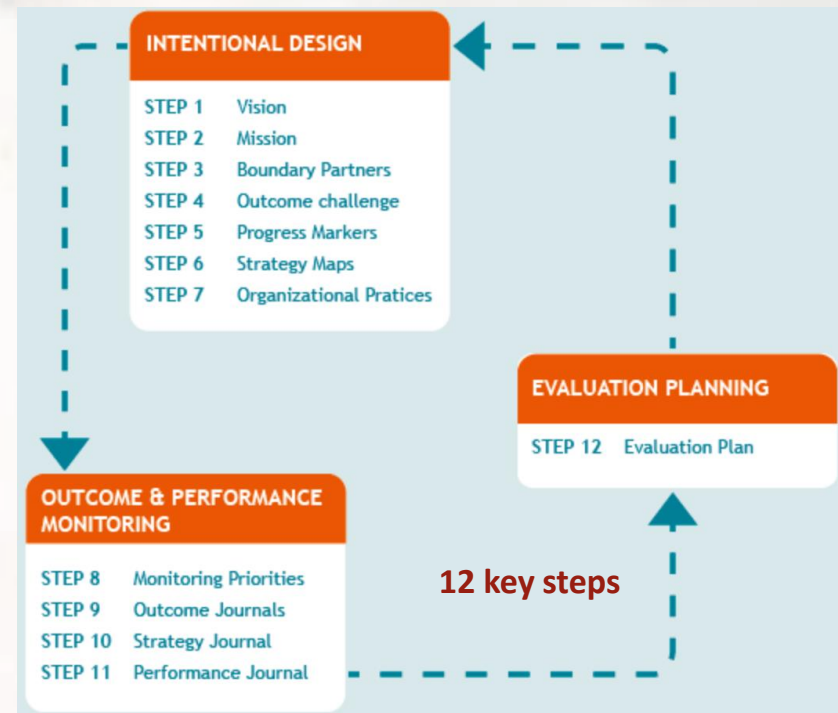 INTENTIONAL DESIGN
STEP 1 Vision
STEP 2 Mission
STEP 3 Boundary Partners
STEP 4 Outcome challenge
STEP 5 Progress Markers
STEP 6 Strategy Maps
STEP 7 Organizational Pratices
OUTCOME & PERFORMANCE
MONITORING
STEP 8 Monitoring Priorities
STEP 9 Outcome Journals
STEP 10 Strategy Journal
STEP 11 Performance Journal
12 key steps
EVALUATION PLANNING
STEP 12 Evaluation Plan